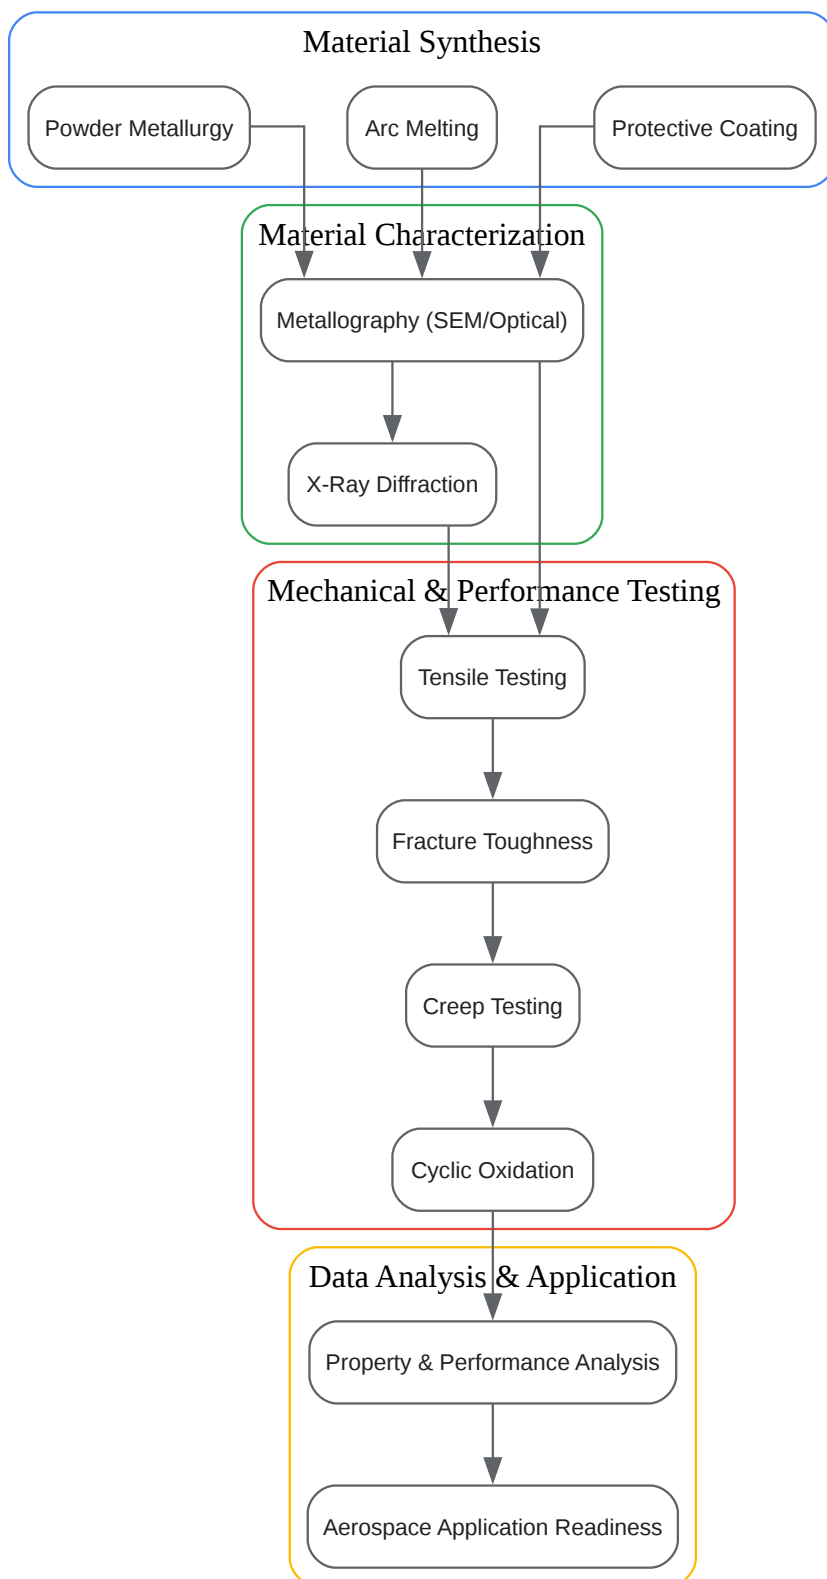 Material Synthesis
Powder Metallurgy
Arc Melting
Protective Coating
Material Characterization
Metallography (SEM/Optical)
X-Ray Diffraction
Mechanical & Performance Testing
Tensile Testing
Fracture Toughness
Creep Testing
Cyclic Oxidation
Data Analysis & Application
Property & Performance Analysis
Aerospace Application Readiness